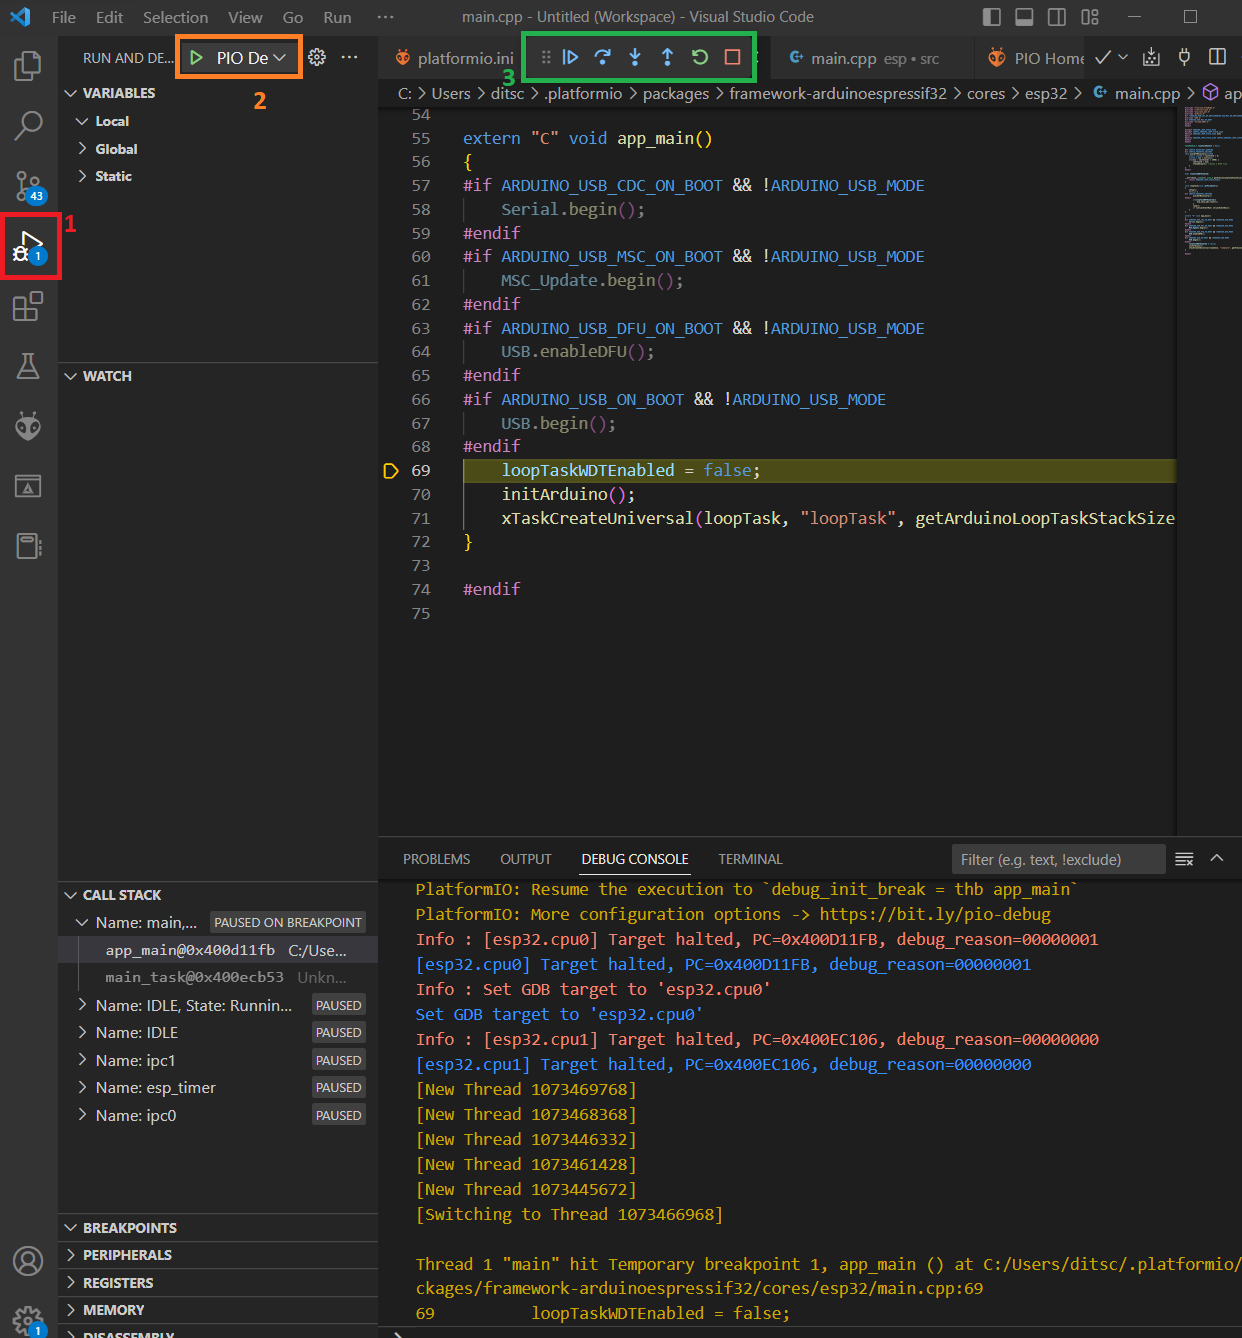 File Edit Selection View Go Run ···
main.cpp - Untitled (Workspace) - Visual Studio Code
RUN AND DE...
PIO De
2
3
platformio.ini
main.cpp esp • src
PIO Home
C: > Users > ditsc > .platformio > packages > framework-arduinoespressif32 > cores > esp32 > main.cpp > ap
43
1
1
VARIABLES
Local
Global
Static
WATCH
54
55 extern "C" void app_main()
56 {
57 #if ARDUINO_USB_CDC_ON_BOOT && !ARDUINO_USB_MODE
58 Serial.begin();
59 #endif
60 #if ARDUINO_USB_MSC_ON_BOOT && !ARDUINO_USB_MODE
61 MSC_Update.begin();
62 #endif
63 #if ARDUINO_USB_DFU_ON_BOOT && !ARDUINO_USB_MODE
64 USB.enableDFU();
65 #endif
66 #if ARDUINO_USB_ON_BOOT && !ARDUINO_USB_MODE
67 USB.begin();
68 #endif
69 loopTaskWDTEnabled = false;
70 initArduino();
71 xTaskCreateUniversal(loopTask, "loopTask", getArduinoLoopTaskStackSize
72 }
73
74 #endif
75
CALL STACK
Name: main,... PAUSED ON BREAKPOINT
app_main@0x400d11fb C:/Use...
main_task@0x400ecb53 Unkn...
Name: IDLE, State: Runnin... PAUSED
Name: IDLE PAUSED
Name: ipc1 PAUSED
Name: esp_timer PAUSED
Name: ipc0 PAUSED
BREAKPOINTS
PERIPHERALS
REGISTERS
MEMORY
DISASSEMBLY
1
PROBLEMS OUTPUT DEBUG CONSOLE TERMINAL
Filter (e.g. text, !exclude)
PlatformIO: Resume the execution to `debug_init_break = thb app_main`
PlatformIO: More configuration options -> https://bit.ly/pio-debug
Info : [esp32.cpu0] Target halted, PC=0x400D11FB, debug_reason=00000001
[esp32.cpu0] Target halted, PC=0x400D11FB, debug_reason=00000001
Info : Set GDB target to 'esp32.cpu0'
Set GDB target to 'esp32.cpu0'
Info : [esp32.cpu1] Target halted, PC=0x400EC106, debug_reason=00000000
[esp32.cpu1] Target halted, PC=0x400EC106, debug_reason=00000000
[New Thread 1073469768]
[New Thread 1073468368]
[New Thread 1073446332]
[New Thread 1073461428]
[New Thread 1073445672]
[Switching to Thread 1073466968]
Thread 1 "main" hit Temporary breakpoint 1, app_main () at C:/Users/ditsc/.platformio/
ckages/framework-arduinoespressif32/cores/esp32/main.cpp:69
69 loopTaskWDTEnabled = false;